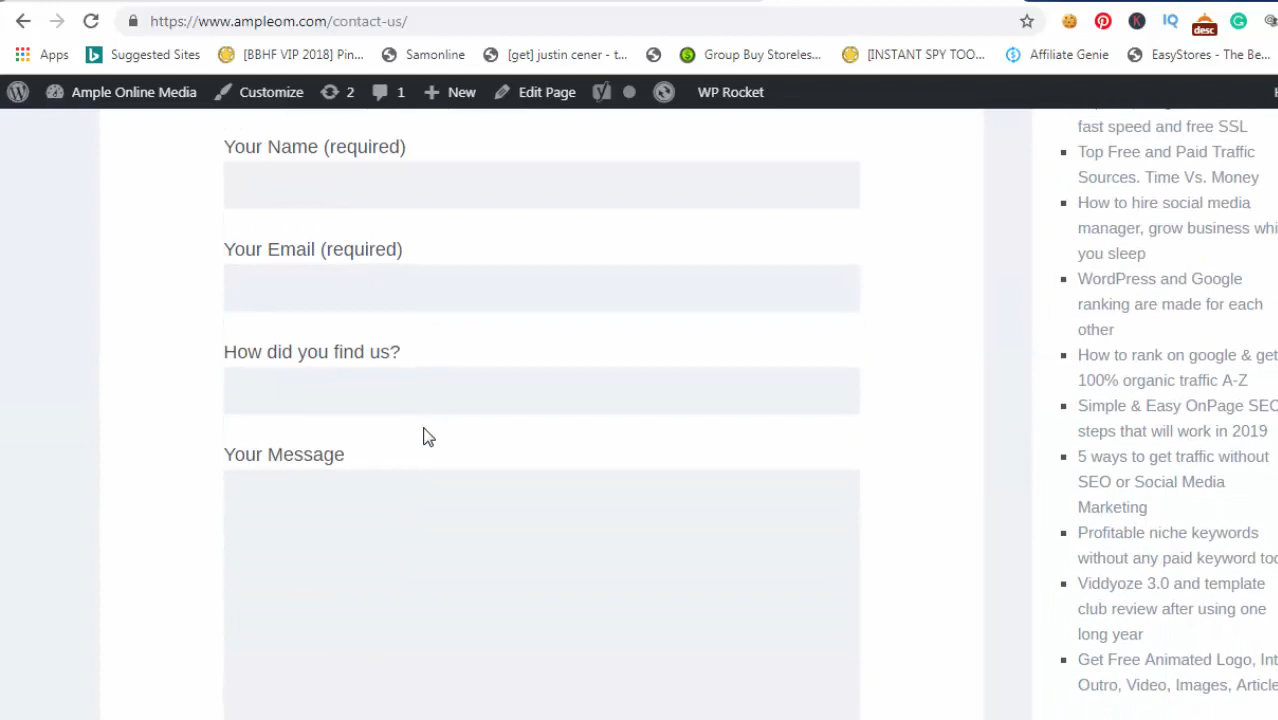 https://www.ampleom.com/contact-us/
desc
Apps
Suggested Sites
[BBHF VIP 2018] Pin...
Samonline
[get] justin cener - t...
Group Buy Storeles...
[INSTANT SPY TOO...
Affiliate Genie
EasyStores - The Be...
Ample Online Media
Customize
2
1
New
Edit Page
WP Rocket
Your Name (required)
Your Email (required)
How did you find us?
Your Message
fast speed and free SSL
Top Free and Paid Traffic
Sources. Time Vs. Money
How to hire social media
manager, grow business whi
you sleep
WordPress and Google
ranking are made for each
other
How to rank on google & get
100% organic traffic A-Z
Simple & Easy OnPage SEO
steps that will work in 2019
5 ways to get traffic without
SEO or Social Media
Marketing
Profitable niche keywords
without any paid keyword too
Viddyoze 3.0 and template
club review after using one
long year
Get Free Animated Logo, Int
Outro, Video, Images, Article